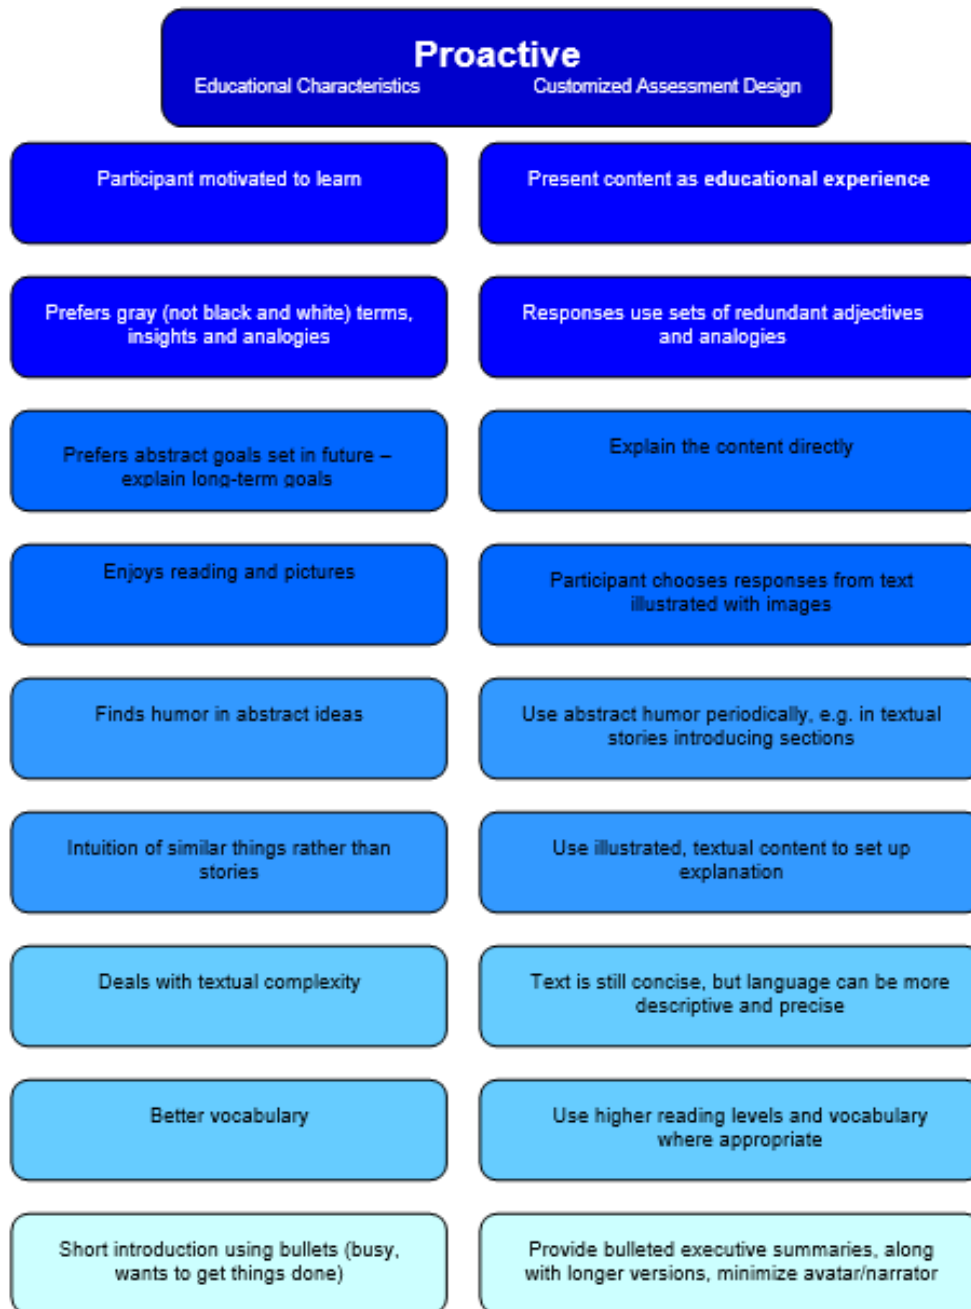 Proactive
Educational Characteristics Customized Assessment Design
Participant motivated to learn
Present content as educational experience
Prefers gray (not black and white) terms,
insights and analogies
Responses use sets of redundant adjectives
and analogies
Prefers abstract goals set in future –
explain long-term goals
Explain the content directly
Enjoys reading and pictures
Participant chooses responses from text
illustrated with images
Finds humor in abstract ideas
Use abstract humor periodically, e.g. in textual
stories introducing sections
Intuition of similar things rather than
stories
Use illustrated, textual content to set up
explanation
Deals with textual complexity
Text is still concise, but language can be more
descriptive and precise
Better vocabulary
Use higher reading levels and vocabulary
where appropriate
Short introduction using bullets (busy,
wants to get things done)
Provide bulleted executive summaries, along
with longer versions, minimize avatar/narrator